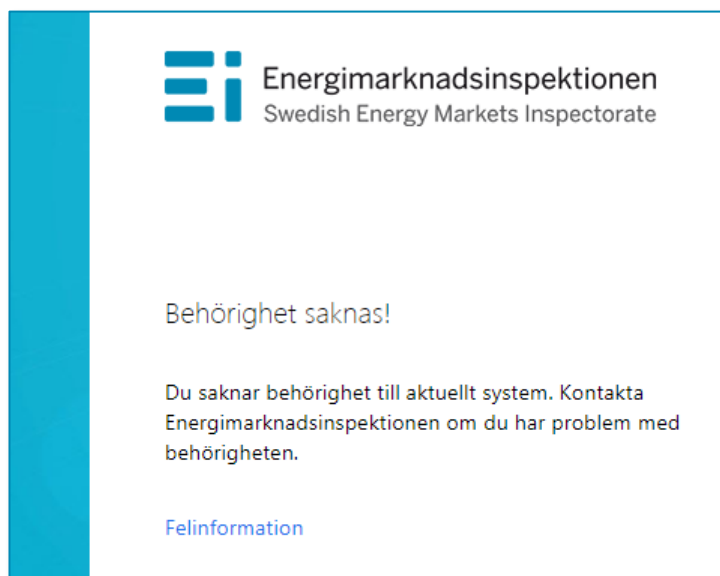 Energimarknadsinspektionen
Swedish Energy Markets Inspectorate
Behörighet saknas!
Du saknar behörighet till aktuellt system. Kontakta
Energimarknadsinspektionen om du har problem med
behörigheten.
Felinformation